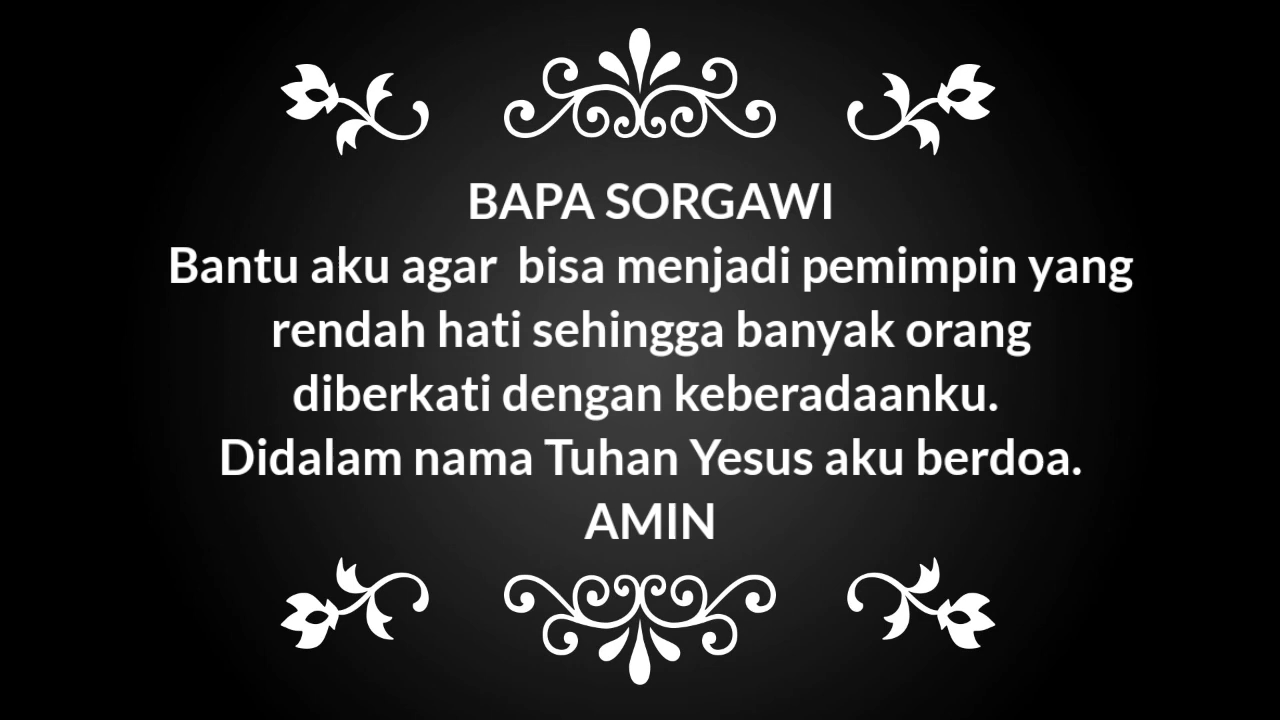 BAPA SORGAWI
Bantu aku agar  bisa menjadi pemimpin yang
rendah hati sehingga banyak orang
diberkati dengan keberadaanku.
Didalam nama Tuhan Yesus aku berdoa.
AMIN